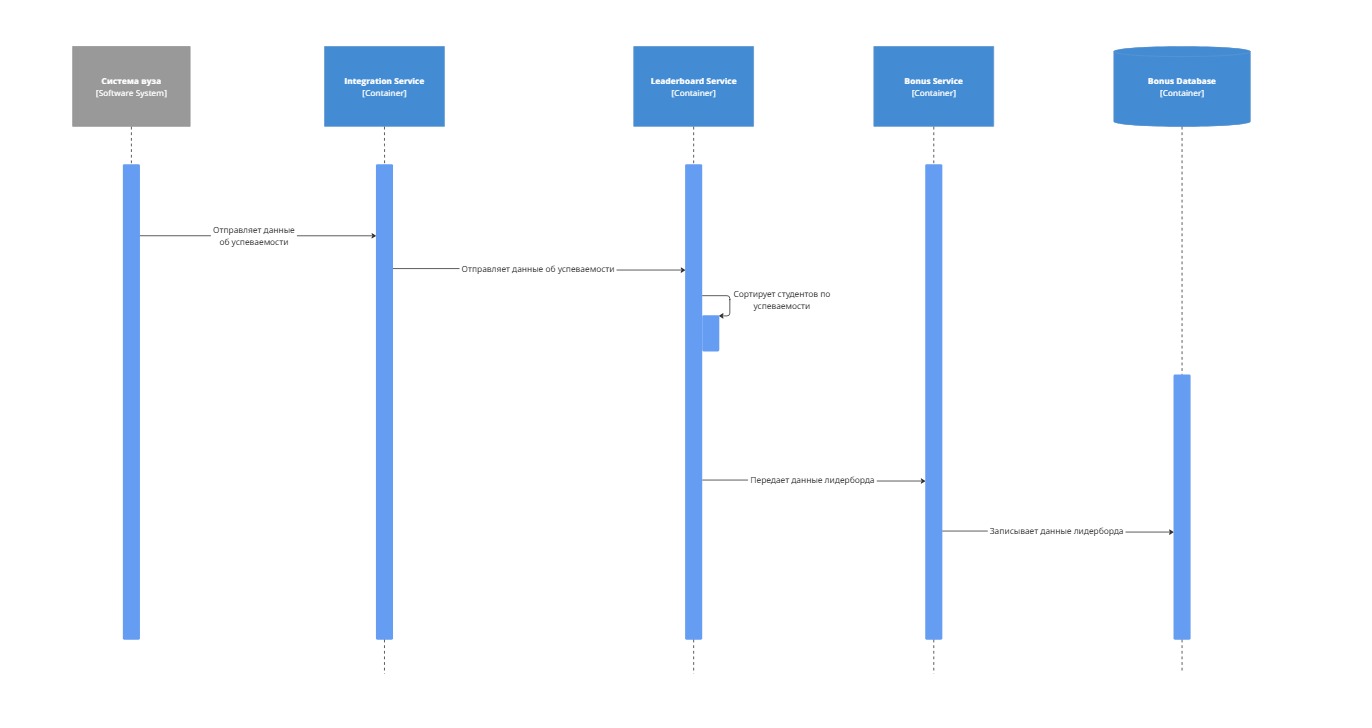 Система вуза
[Software System]
Integration Service
[Container]
Leaderboard Service
[Container]
Bonus Service
[Container]
Bonus Database
[Container]
Отправляет данные
об успеваемости
Отправляет данные об успеваемости
Сортирует студентов по
успеваемости
Передает данные лидерборда
Записывает данные лидерборда